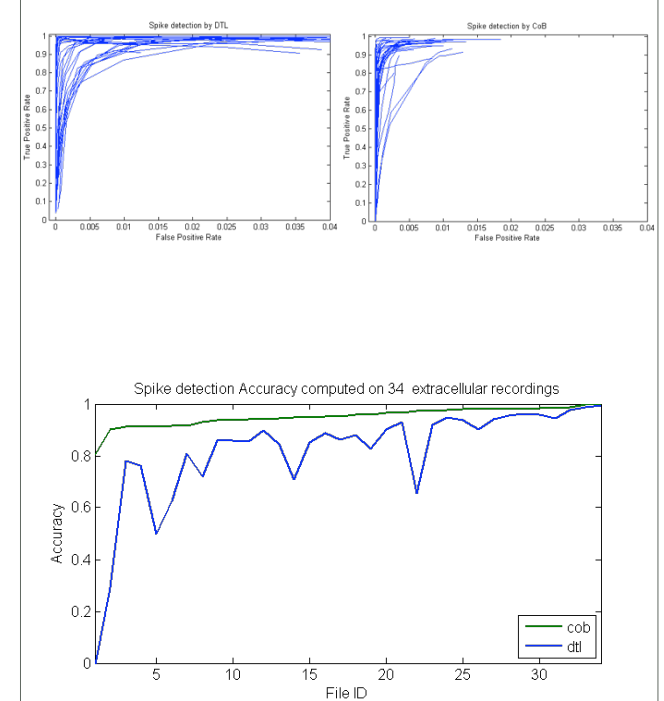 Spike detection by DTL
True Positive Rate
1
0.9
0.8
0.7
0.6
0.5
0.4
0.3
0.2
0.1
0
0 0.005 0.01 0.015 0.02 0.025 0.03 0.035 0.04
False Positive Rate
Spike detection by CoB
True Positive Rate
1
0.9
0.8
0.7
0.6
0.5
0.4
0.3
0.2
0.1
0
0 0.005 0.01 0.015 0.02 0.025 0.03 0.035 0.04
False Positive Rate
Spike detection Accuracy computed on 34 extracellular recordings
Accuracy
1
0.8
0.6
0.4
0.2
0
5 10 15 20 25 30
File ID
cob
dtl